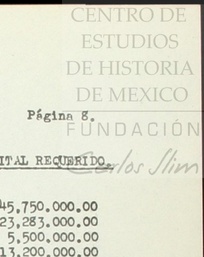 CENTRO DE
ESTUDIOS
DE HISTORIA
DE MEXICO
Página 8.
FUNDACIÓN
ITAL REQUERIDO.
Carlos Slim
45,750.000.00
23,283.000.00
5,500.000.00
13,200.000.00